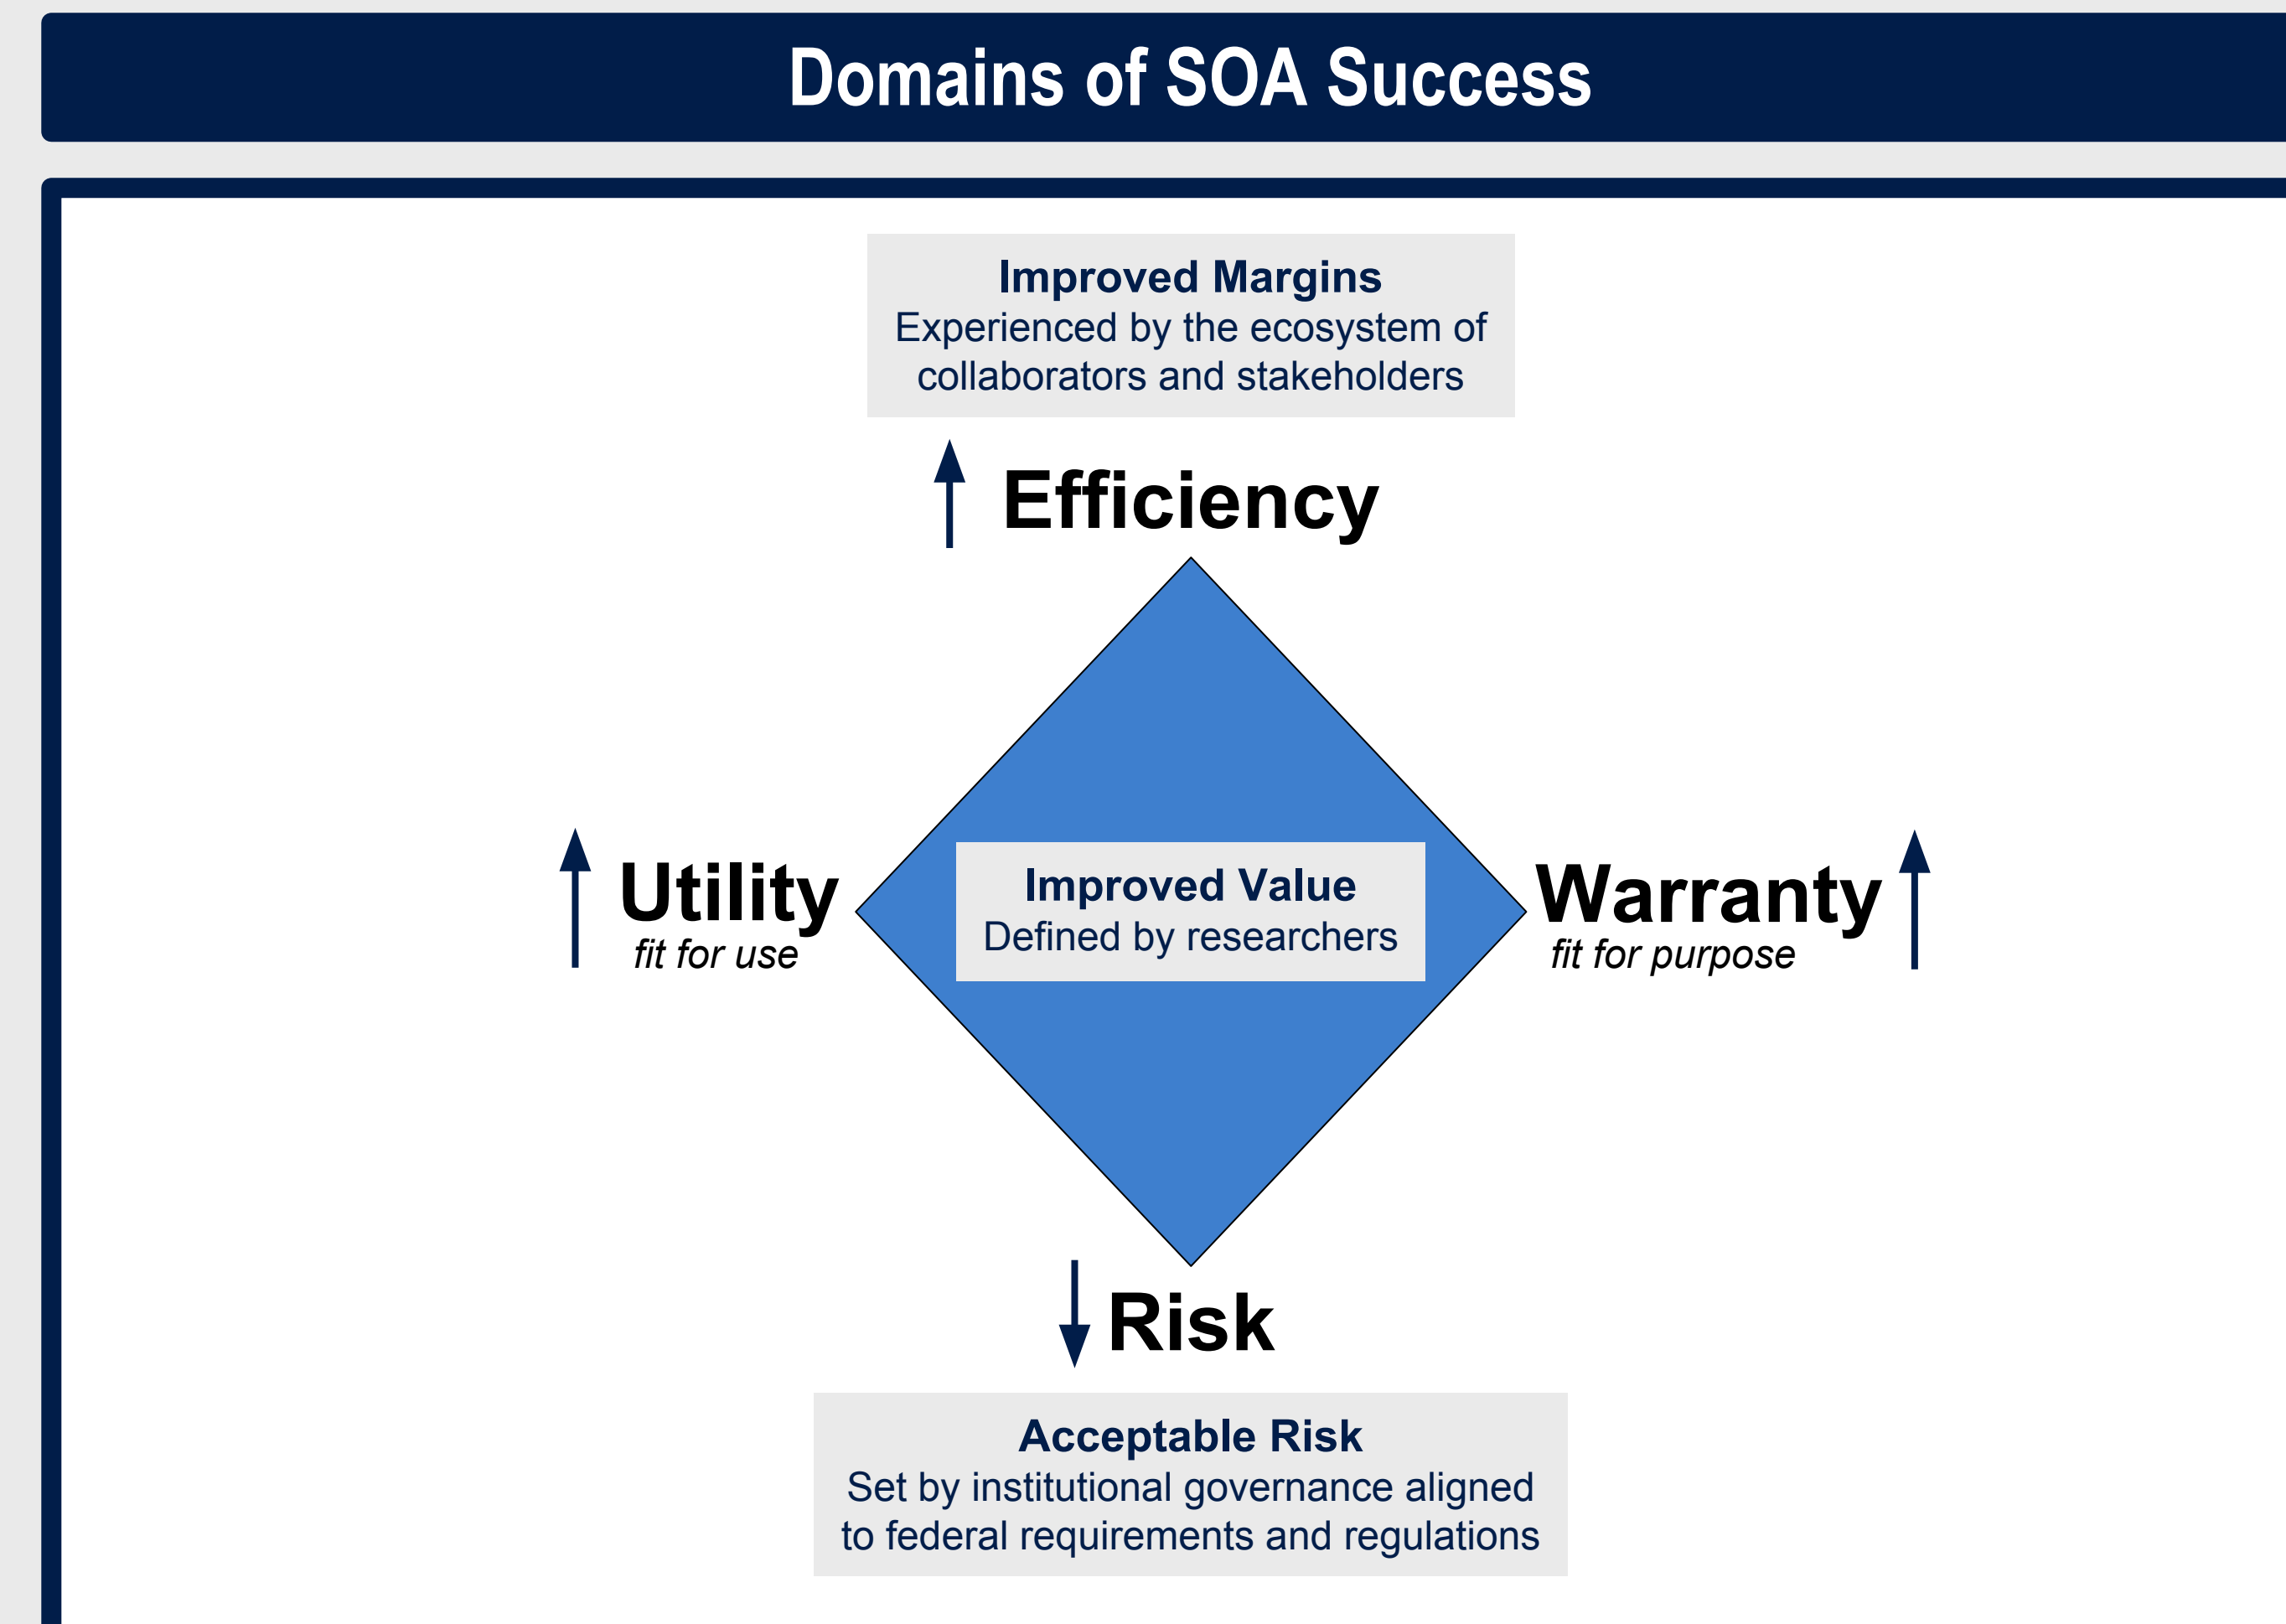 Domains of SOA Success
Improved Margins
Experienced by the ecosystem of
collaborators and stakeholders
Efficiency
Utility
fit for use
Improved Value
Defined by researchers
Warranty
fit for purpose
Risk
Acceptable Risk
Set by institutional governance aligned
to federal requirements and regulations